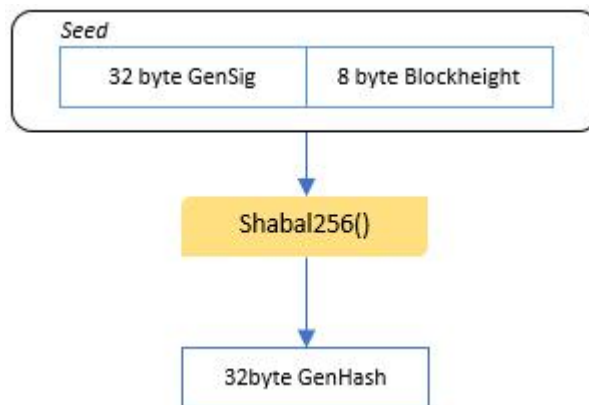 Seed
32 byte GenSig 8 byte Blockheight
Shabal256()
32byte GenHash